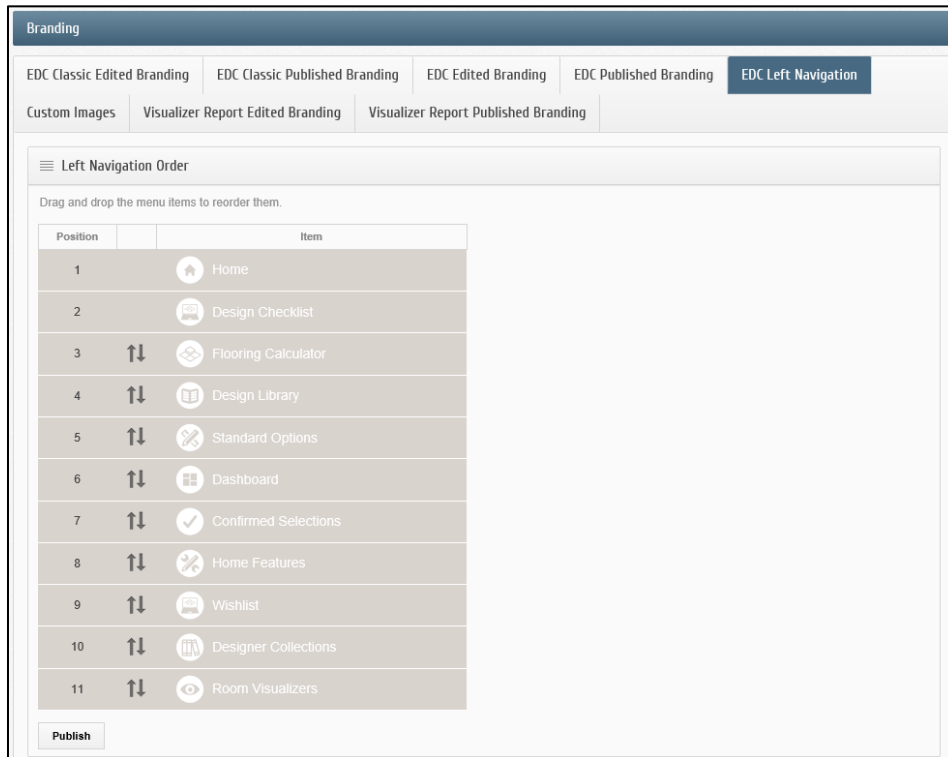 Branding
EDC Classic Edited Branding EDC Classic Published Branding EDC Edited Branding EDC Published Branding EDC Left Navigation
Custom Images Visualizer Report Edited Branding Visualizer Report Published Branding
Left Navigation Order
Drag and drop the menu items to reorder them.
Position Item
1 Home
2 Design Checklist
3 Flooring Calculator
4 Design Library
5 Standard Options
6 Dashboard
7 Confirmed Selections
8 Home Features
9 Wishlist
10 Designer Collections
11 Room Visualizers
Publish